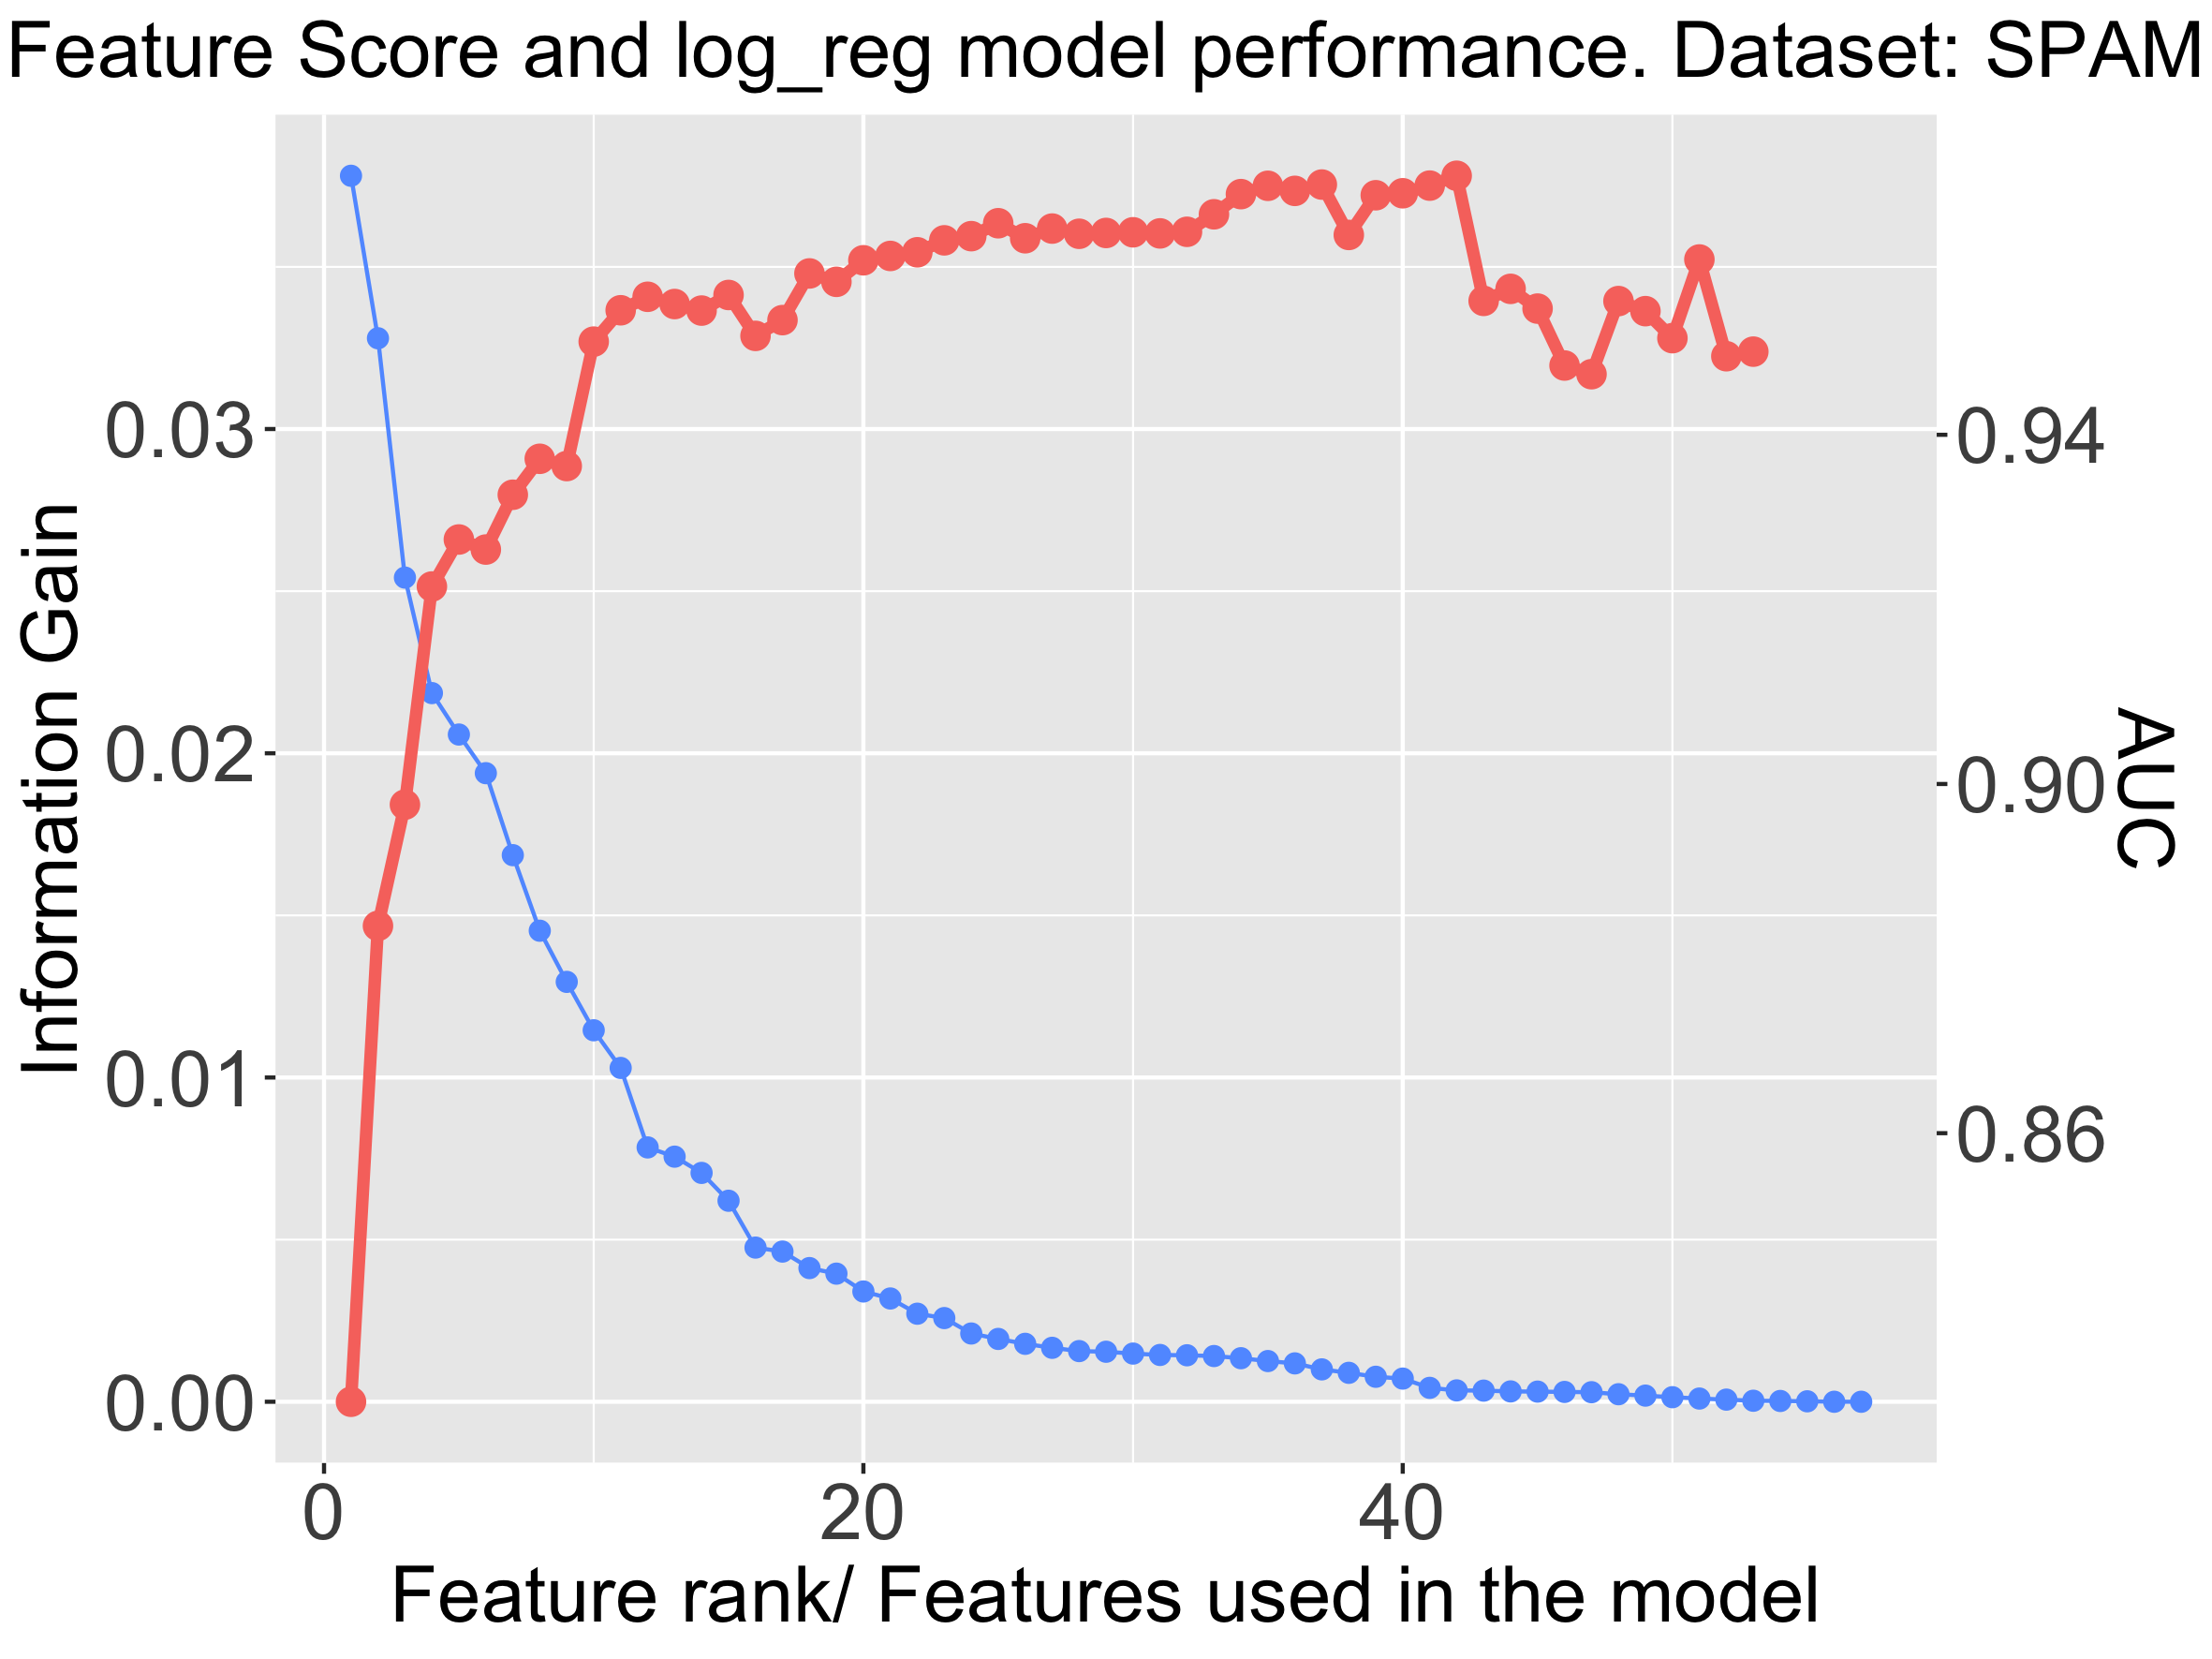 Feature Score and log_reg model performance. Dataset: SPAM
Information Gain
0.03
0.02
0.01
0.00
0.94
0.90
0.86
AUC
0
20
40
Feature rank/ Features used in the model